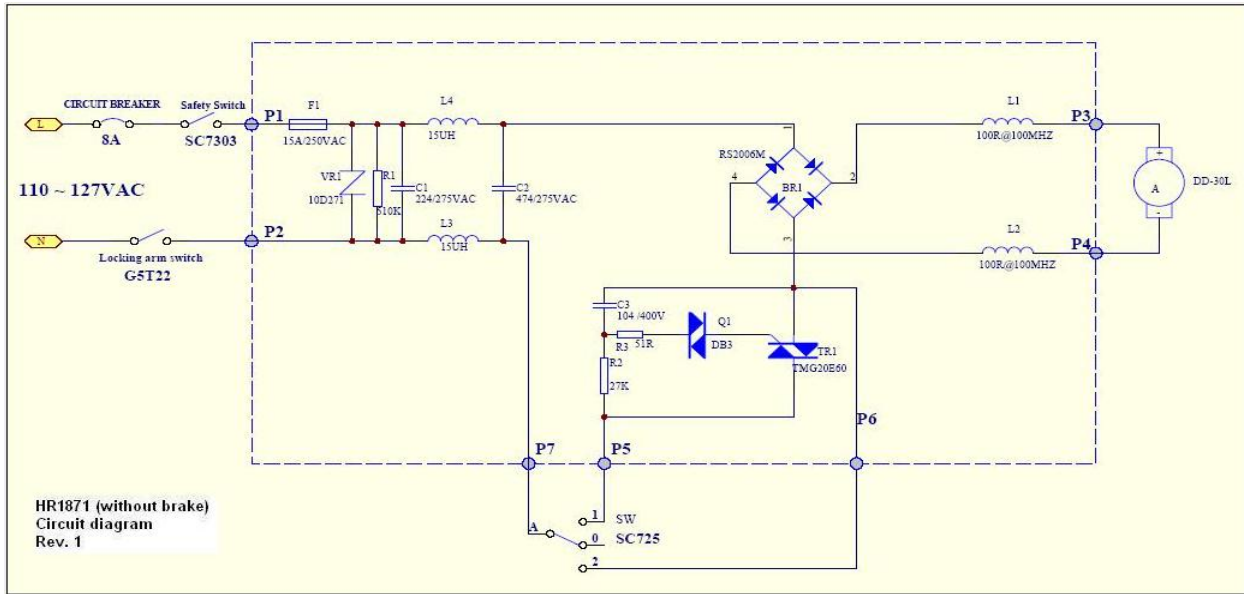 CIRCUIT BREAKER
Safety Switch
L
8A
SC7303
P1
F1
15A/250VAC
L4
15UH
L1
100R@100MHZ
P3
110 ~ 127VAC
VR1
10D271
R1
510K
C1
224/275VAC
C2
474/275VAC
RS2006M
BR1
1
2
3
4
+
A
-
DD-30L
N
Locking arm switch
G5T22
P2
L3
15UH
L2
100R@100MHZ
P4
C3
104 /400V
R3
51R
Q1
DB3
R2
27K
TR1
TMG20E60
P7
P5
P6
HR1871 (without brake)
Circuit diagram
Rev. 1
A
1
SW
0
SC725
2